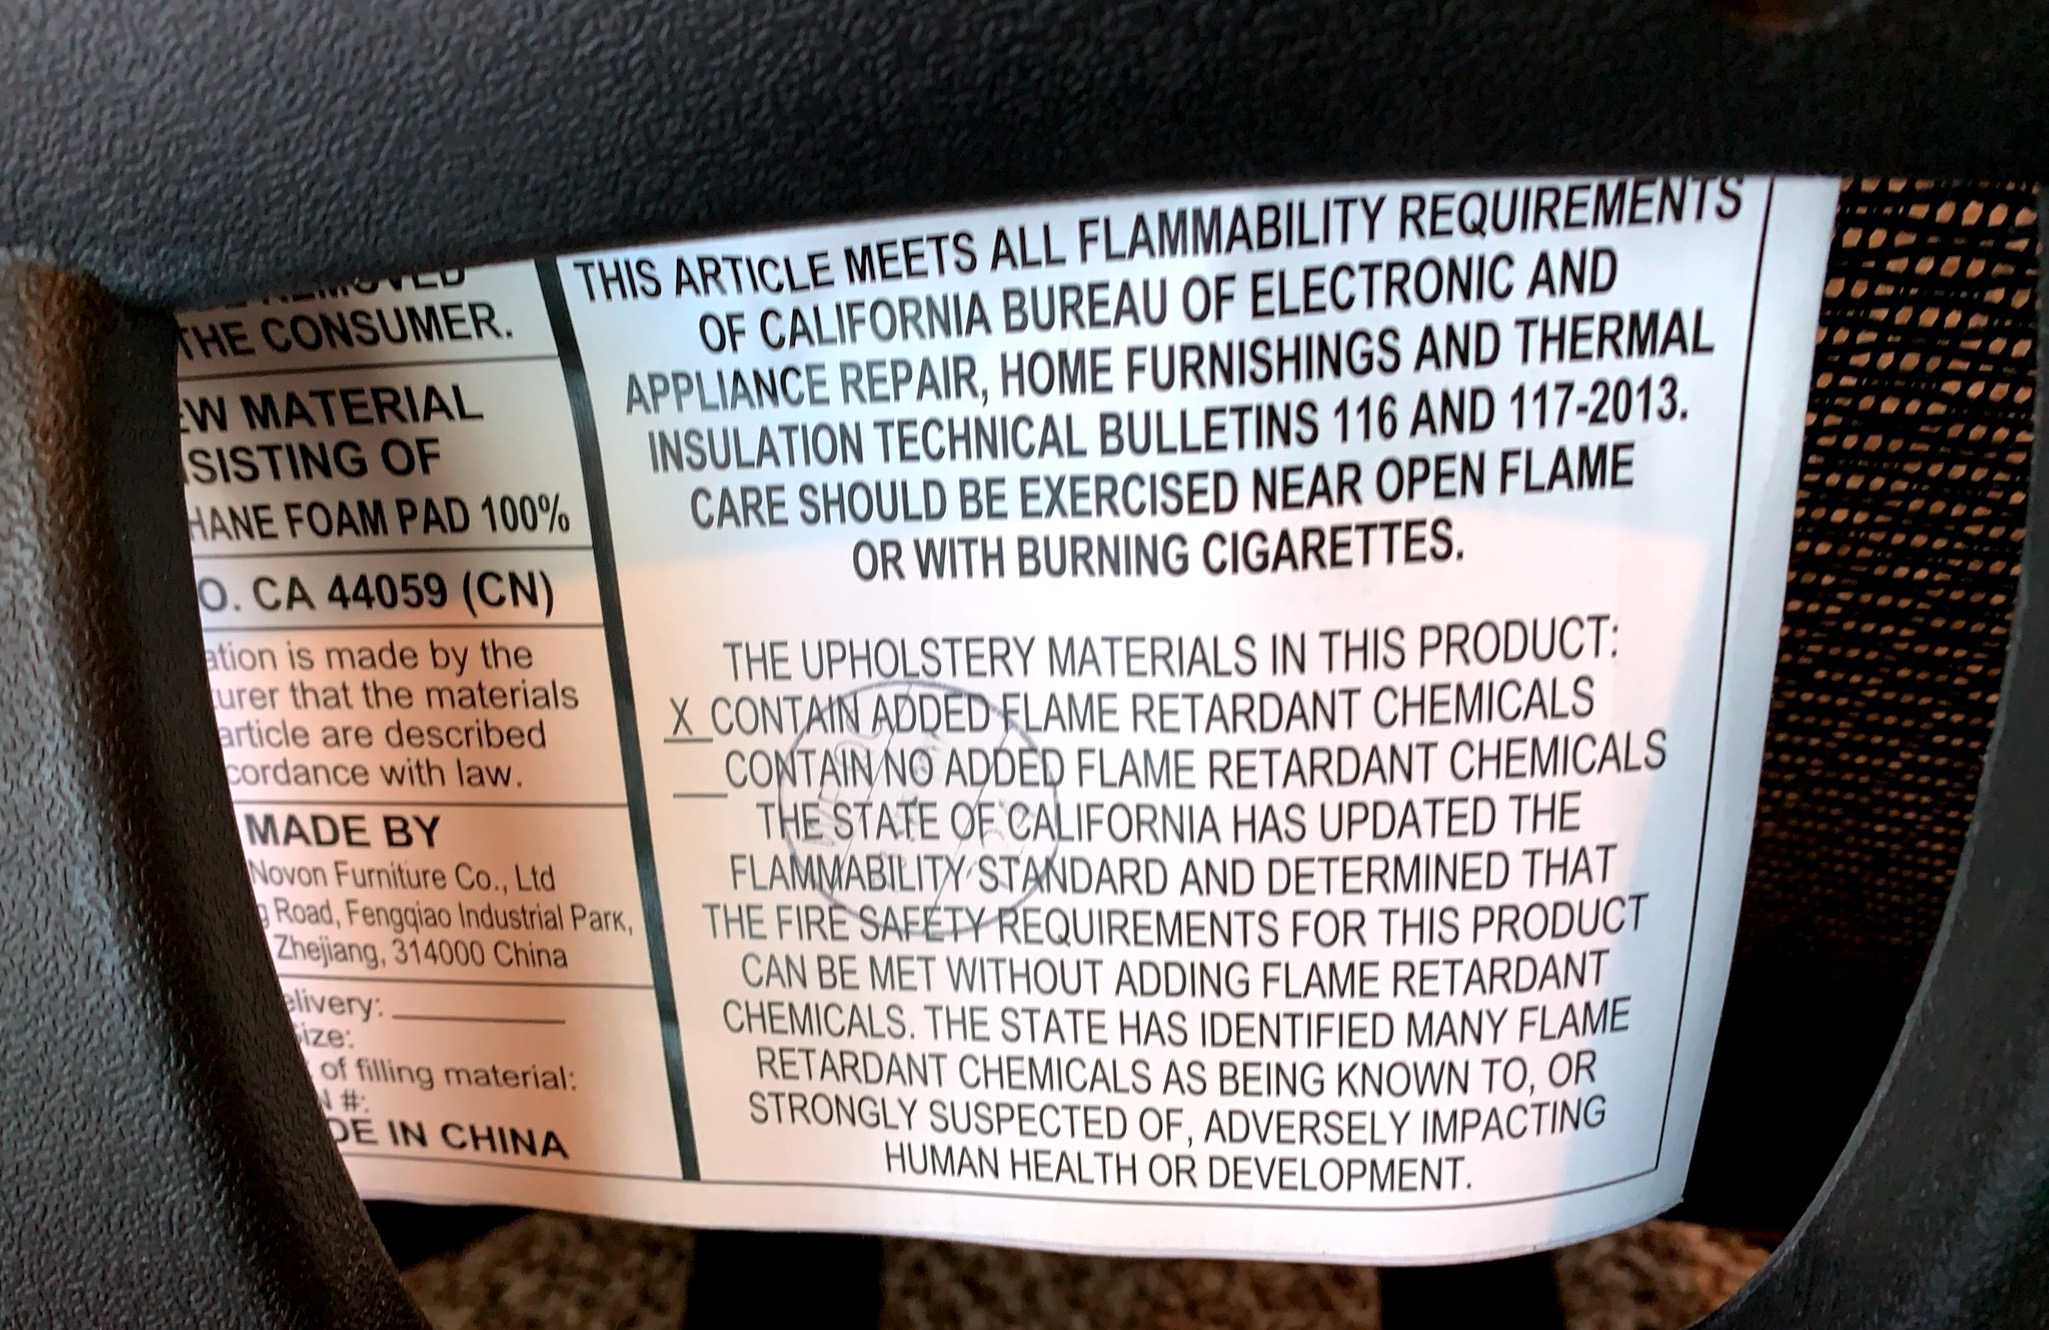 REMOVED
THE CONSUMER.
EW MATERIAL
SISTING OF
HANE FOAM PAD 100%
O. CA 44059 (CN)
ation is made by the
urer that the materials
article are described
cordance with law.
MADE BY
Novon Furniture Co., Ltd
g Road, Fengqiao Industrial Park,
Zhejiang, 314000 China
elivery:
ize:
of filling material:
N #:
DE IN CHINA
THIS ARTICLE MEETS ALL FLAMMABILITY REQUIREMENTS
OF CALIFORNIA BUREAU OF ELECTRONIC AND
APPLIANCE REPAIR, HOME FURNISHINGS AND THERMAL
INSULATION TECHNICAL BULLETINS 116 AND 117-2013.
CARE SHOULD BE EXERCISED NEAR OPEN FLAME
OR WITH BURNING CIGARETTES.
THE UPHOLSTERY MATERIALS IN THIS PRODUCT:
X CONTAIN ADDED FLAME RETARDANT CHEMICALS
__CONTAIN NO ADDED FLAME RETARDANT CHEMICALS
THE STATE OF CALIFORNIA HAS UPDATED THE
FLAMMABILITY STANDARD AND DETERMINED THAT
THE FIRE SAFETY REQUIREMENTS FOR THIS PRODUCT
CAN BE MET WITHOUT ADDING FLAME RETARDANT
CHEMICALS. THE STATE HAS IDENTIFIED MANY FLAME
RETARDANT CHEMICALS AS BEING KNOWN TO, OR
STRONGLY SUSPECTED OF, ADVERSELY IMPACTING
HUMAN HEALTH OR DEVELOPMENT.